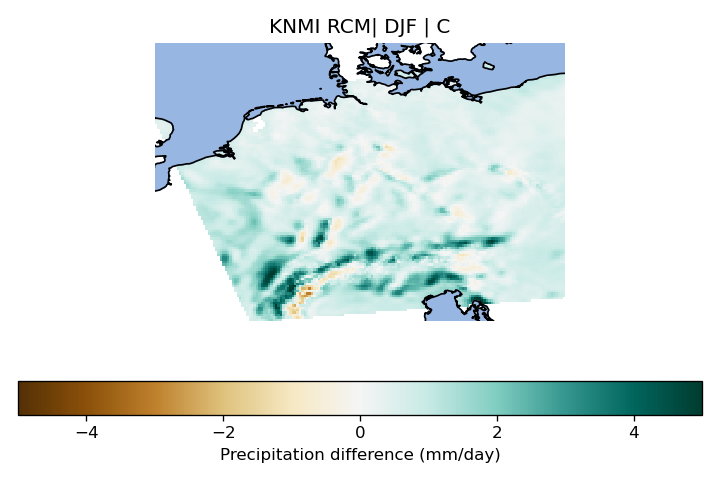 KNMI RCM| DJF | C
−4 −2 0 2 4
Precipitation difference (mm/day)